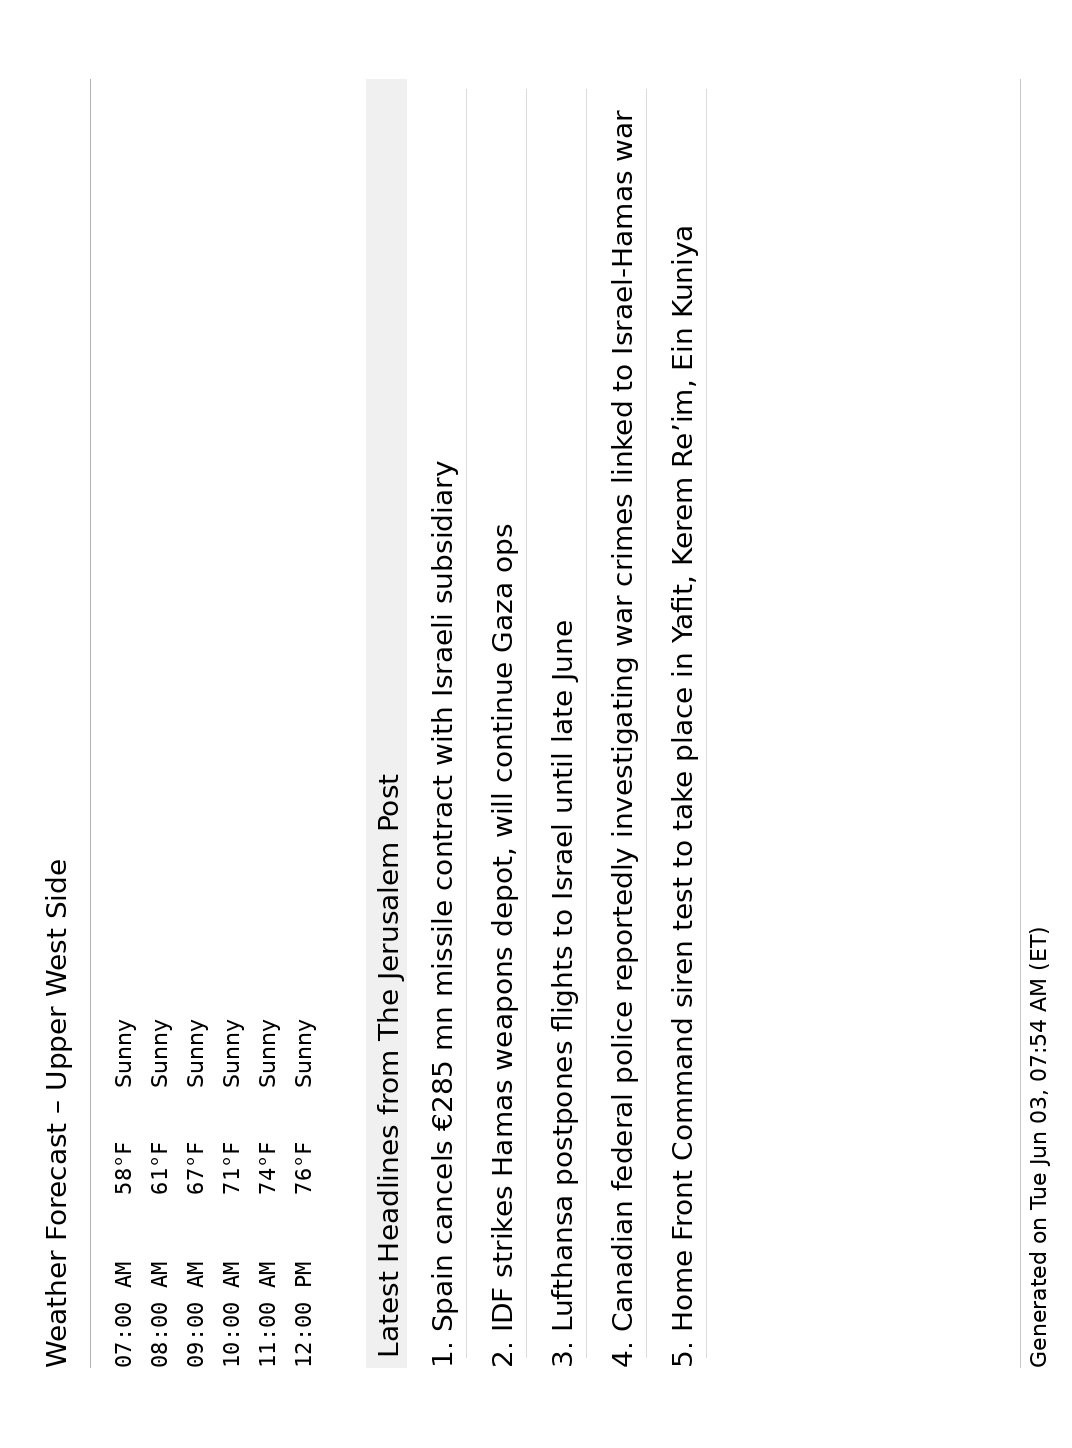 Weather Forecast – Upper West Side
07:00 AM 58°F Sunny
08:00 AM 61°F Sunny
09:00 AM 67°F Sunny
10:00 AM 71°F Sunny
11:00 AM 74°F Sunny
12:00 PM 76°F Sunny
Latest Headlines from The Jerusalem Post
1. Spain cancels €285 mn missile contract with Israeli subsidiary
2. IDF strikes Hamas weapons depot, will continue Gaza ops
3. Lufthansa postpones flights to Israel until late June
4. Canadian federal police reportedly investigating war crimes linked to Israel-Hamas war
5. Home Front Command siren test to take place in Yafit, Kerem Re’im, Ein Kuniya
Generated on Tue Jun 03, 07:54 AM (ET)